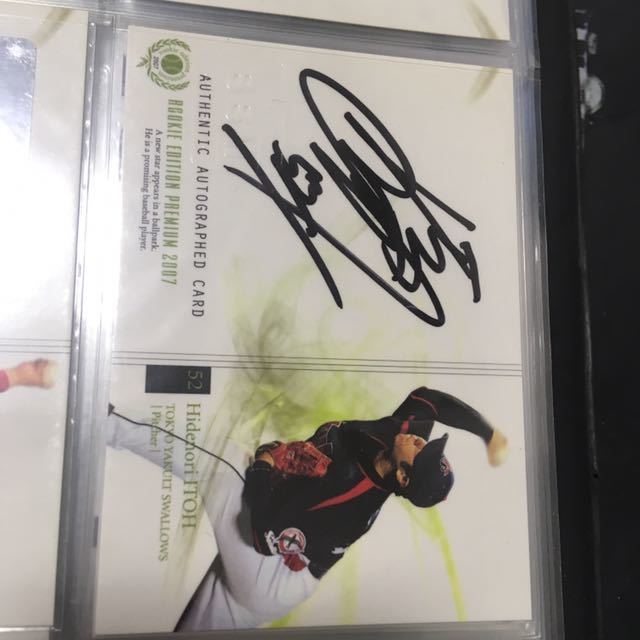 AUTHENTIC AUTOGRAPHED CARD
ROOKIE EDITION PREMIUM 2007
A new star appears in a ballpark.
He is a promising baseball player.
52
Hidenori ITOH
TOKYO YAKULT SWALLOWS
| Pitcher |